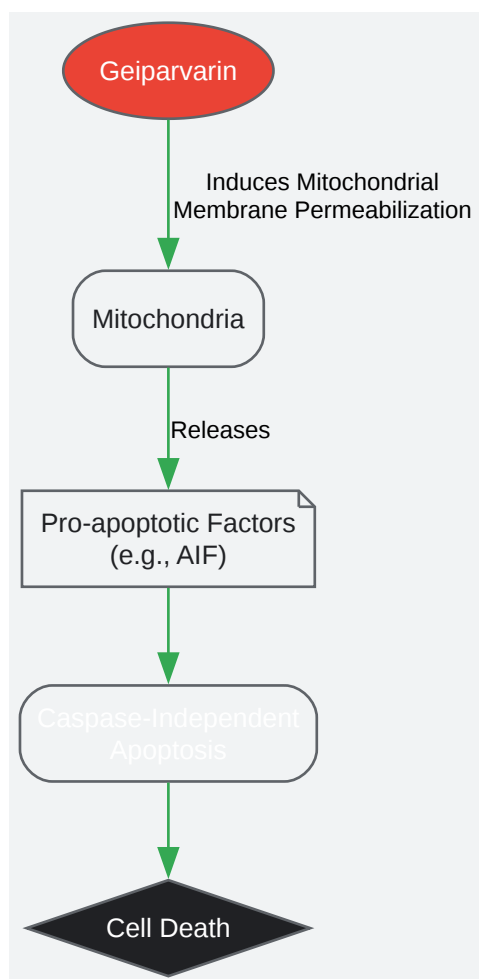 Geiparvarin
Induces Mitochondrial
Membrane Permeabilization
Mitochondria
Releases
Pro-apoptotic Factors
(e.g., AIF)
Caspase-Independent
Apoptosis
Cell Death